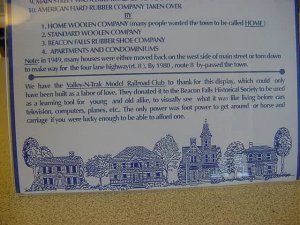 TO: AMERICAN HARD-RUBBER COMPANY TAKEN OVER
BY
1. HOME WOOLEN COMPANY (many people wanted the town to be called HOME)
2. STANDARD WOOLEN COMPANY
3. BEACON FALLS RUBBER SHOE COMPANY
4. APARTMENTS AND CONDOMINIUMS
Note: in 1949, many houses were either moved back on the west side of main street or torn down
to make way for the four lane highway(rt. 8 ). By 1980 , route 8 by-passed the town.
We have the Valley-N-Trak Model Railroad Club to thank for this display, which could only
have been built as a labor of love. They donated it to the Beacon Falls Historical Society to be used
as a learning tool for young and old alike, to visually see what it was like living before cars
television, computers, planes, etc.. The only power was foot power to get around or horse and
carriage if you were lucky enough to be able to afford one.